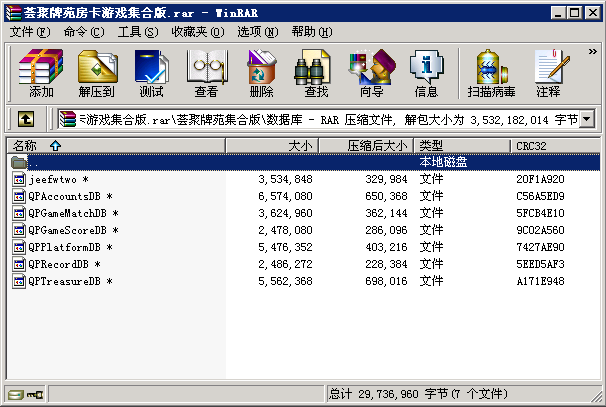 荟聚牌苑房卡游戏集合版.rar - WinRAR
文件(F) 命令(C) 工具(S) 收藏夹(O) 选项(N) 帮助(H)
添加 解压到 测试 查看 删除 查找 向导 信息 扫描病毒 注释 »
游戏集合版.rar\荟聚牌苑集合版\数据库 - RAR 压缩文件, 解包大小为 3,532,182,014 字节
名称 大小 压缩后大小 类型 CRC32
.. 本地磁盘
jeefwtwo * 3,534,848 329,984 文件 20F1A920
QPAccountsDB * 6,574,080 650,368 文件 C56A5ED9
QPGameMatchDB * 3,624,960 362,144 文件 5FCB4E10
QPGameScoreDB * 2,478,080 286,096 文件 9C02A560
QPPlatformDB * 5,476,352 403,216 文件 7427AE90
QPRecordDB * 2,486,272 228,384 文件 5EED5AF3
QPTreasureDB * 5,562,368 698,016 文件 A171E948
总计 29,736,960 字节(7 个文件)